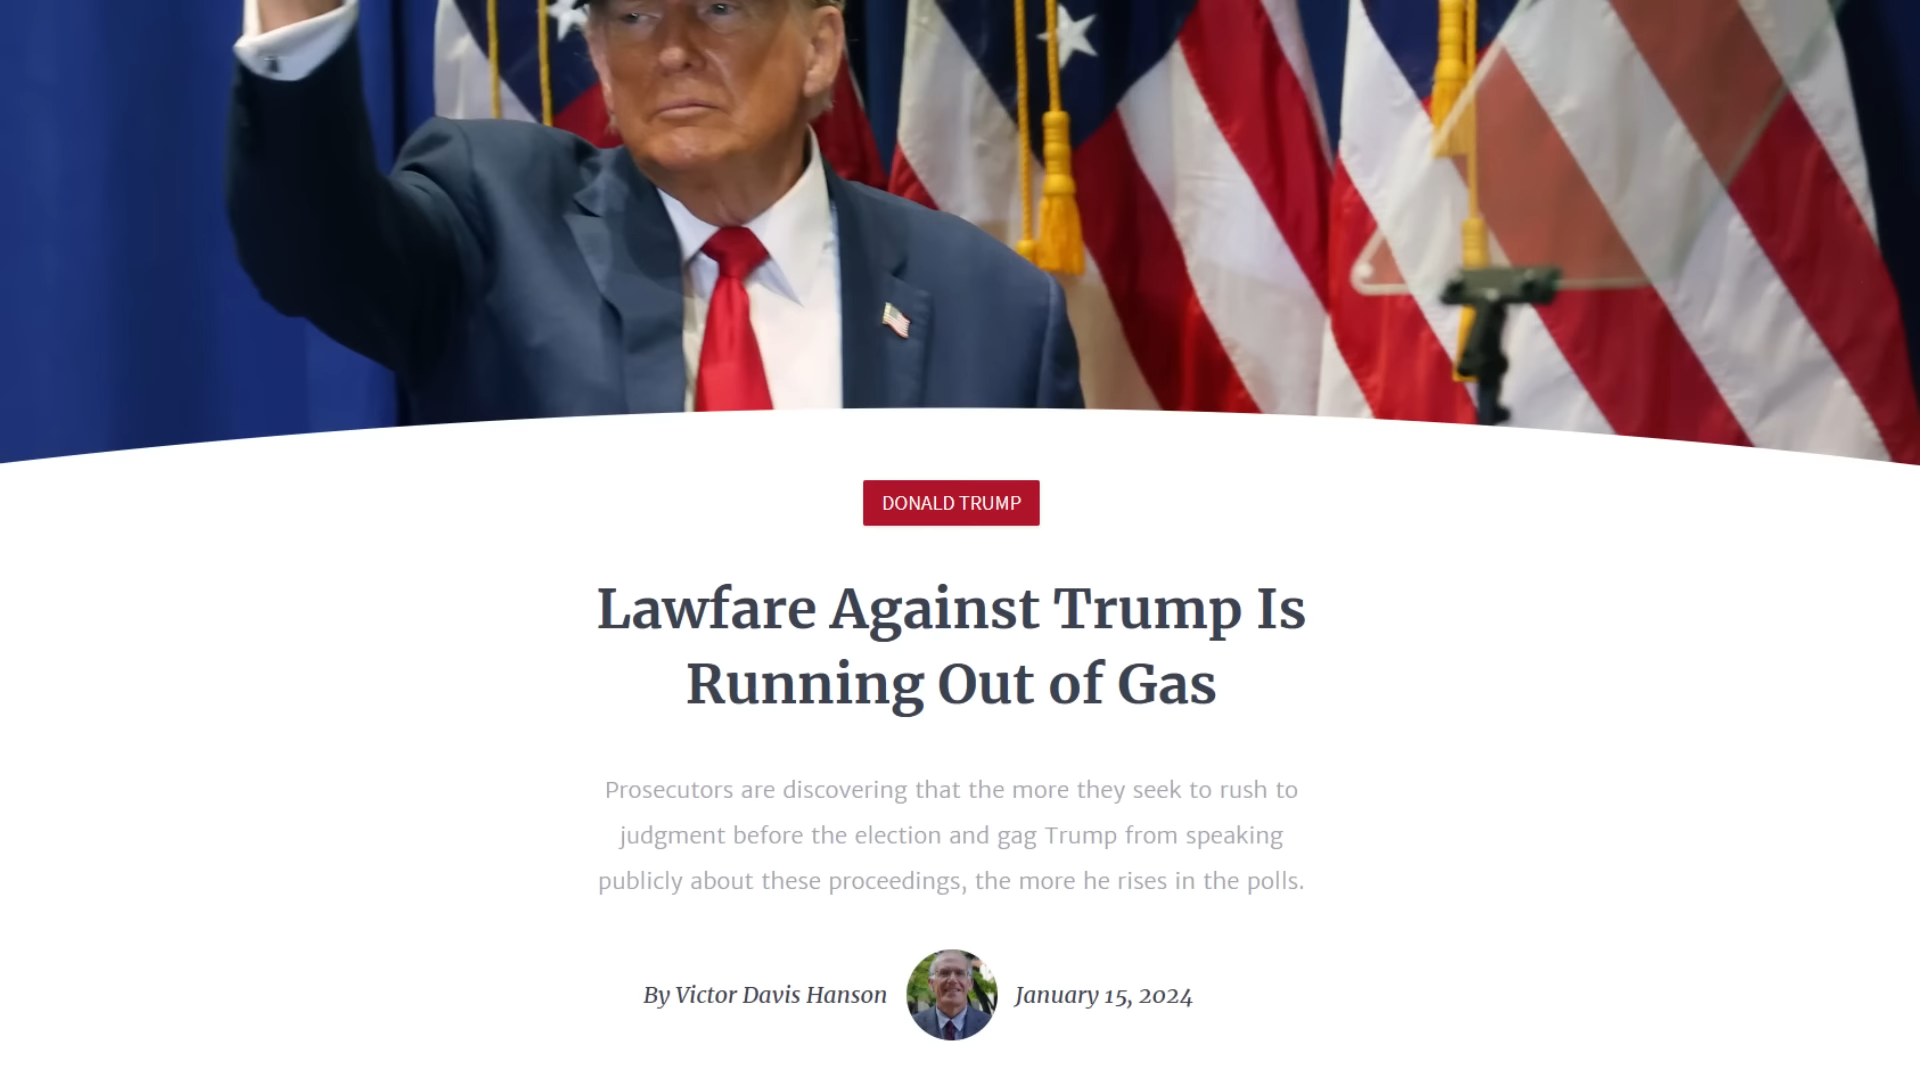 DONALD TRUMP
Lawfare Against Trump Is
Running Out of Gas
Prosecutors are discovering that the more they seek to rush to
judgment before the election and gag Trump from speaking
publicly about these proceedings, the more he rises in the polls.
By Victor Davis Hanson
January 15, 2024